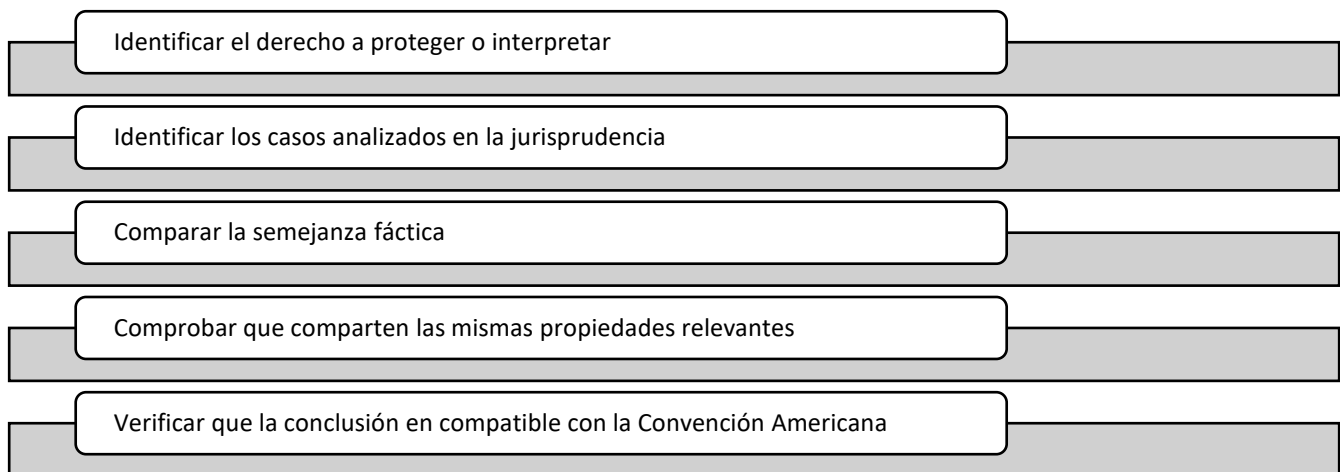 Identificar el derecho a proteger o interpretar
Identificar los casos analizados en la jurisprudencia
Comparar la semejanza fáctica
Comprobar que comparten las mismas propiedades relevantes
Verificar que la conclusión en compatible con la Convención Americana